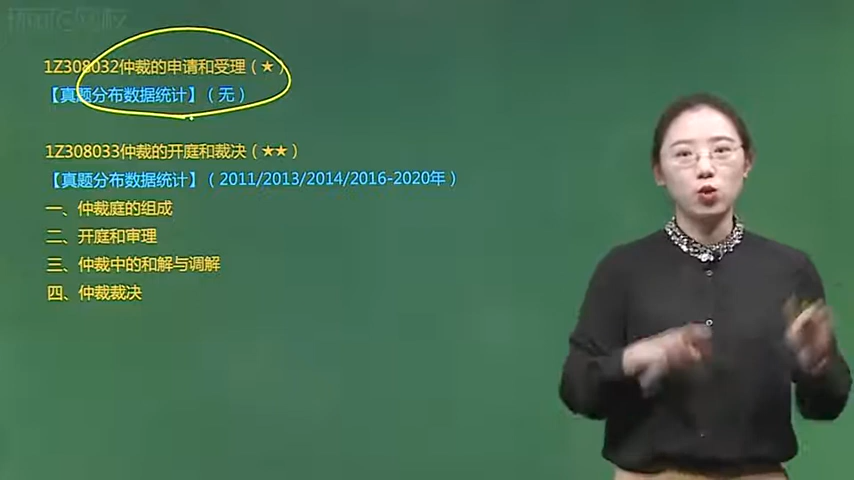 1Z308032仲裁的申请和受理（★）
【真题分布数据统计】（无）
1Z308033仲裁的开庭和裁决（★★）
【真题分布数据统计】（2011/2013/2014/2016-2020年）
一、仲裁庭的组成
二、开庭和审理
三、仲裁中的和解与调解
四、仲裁裁决